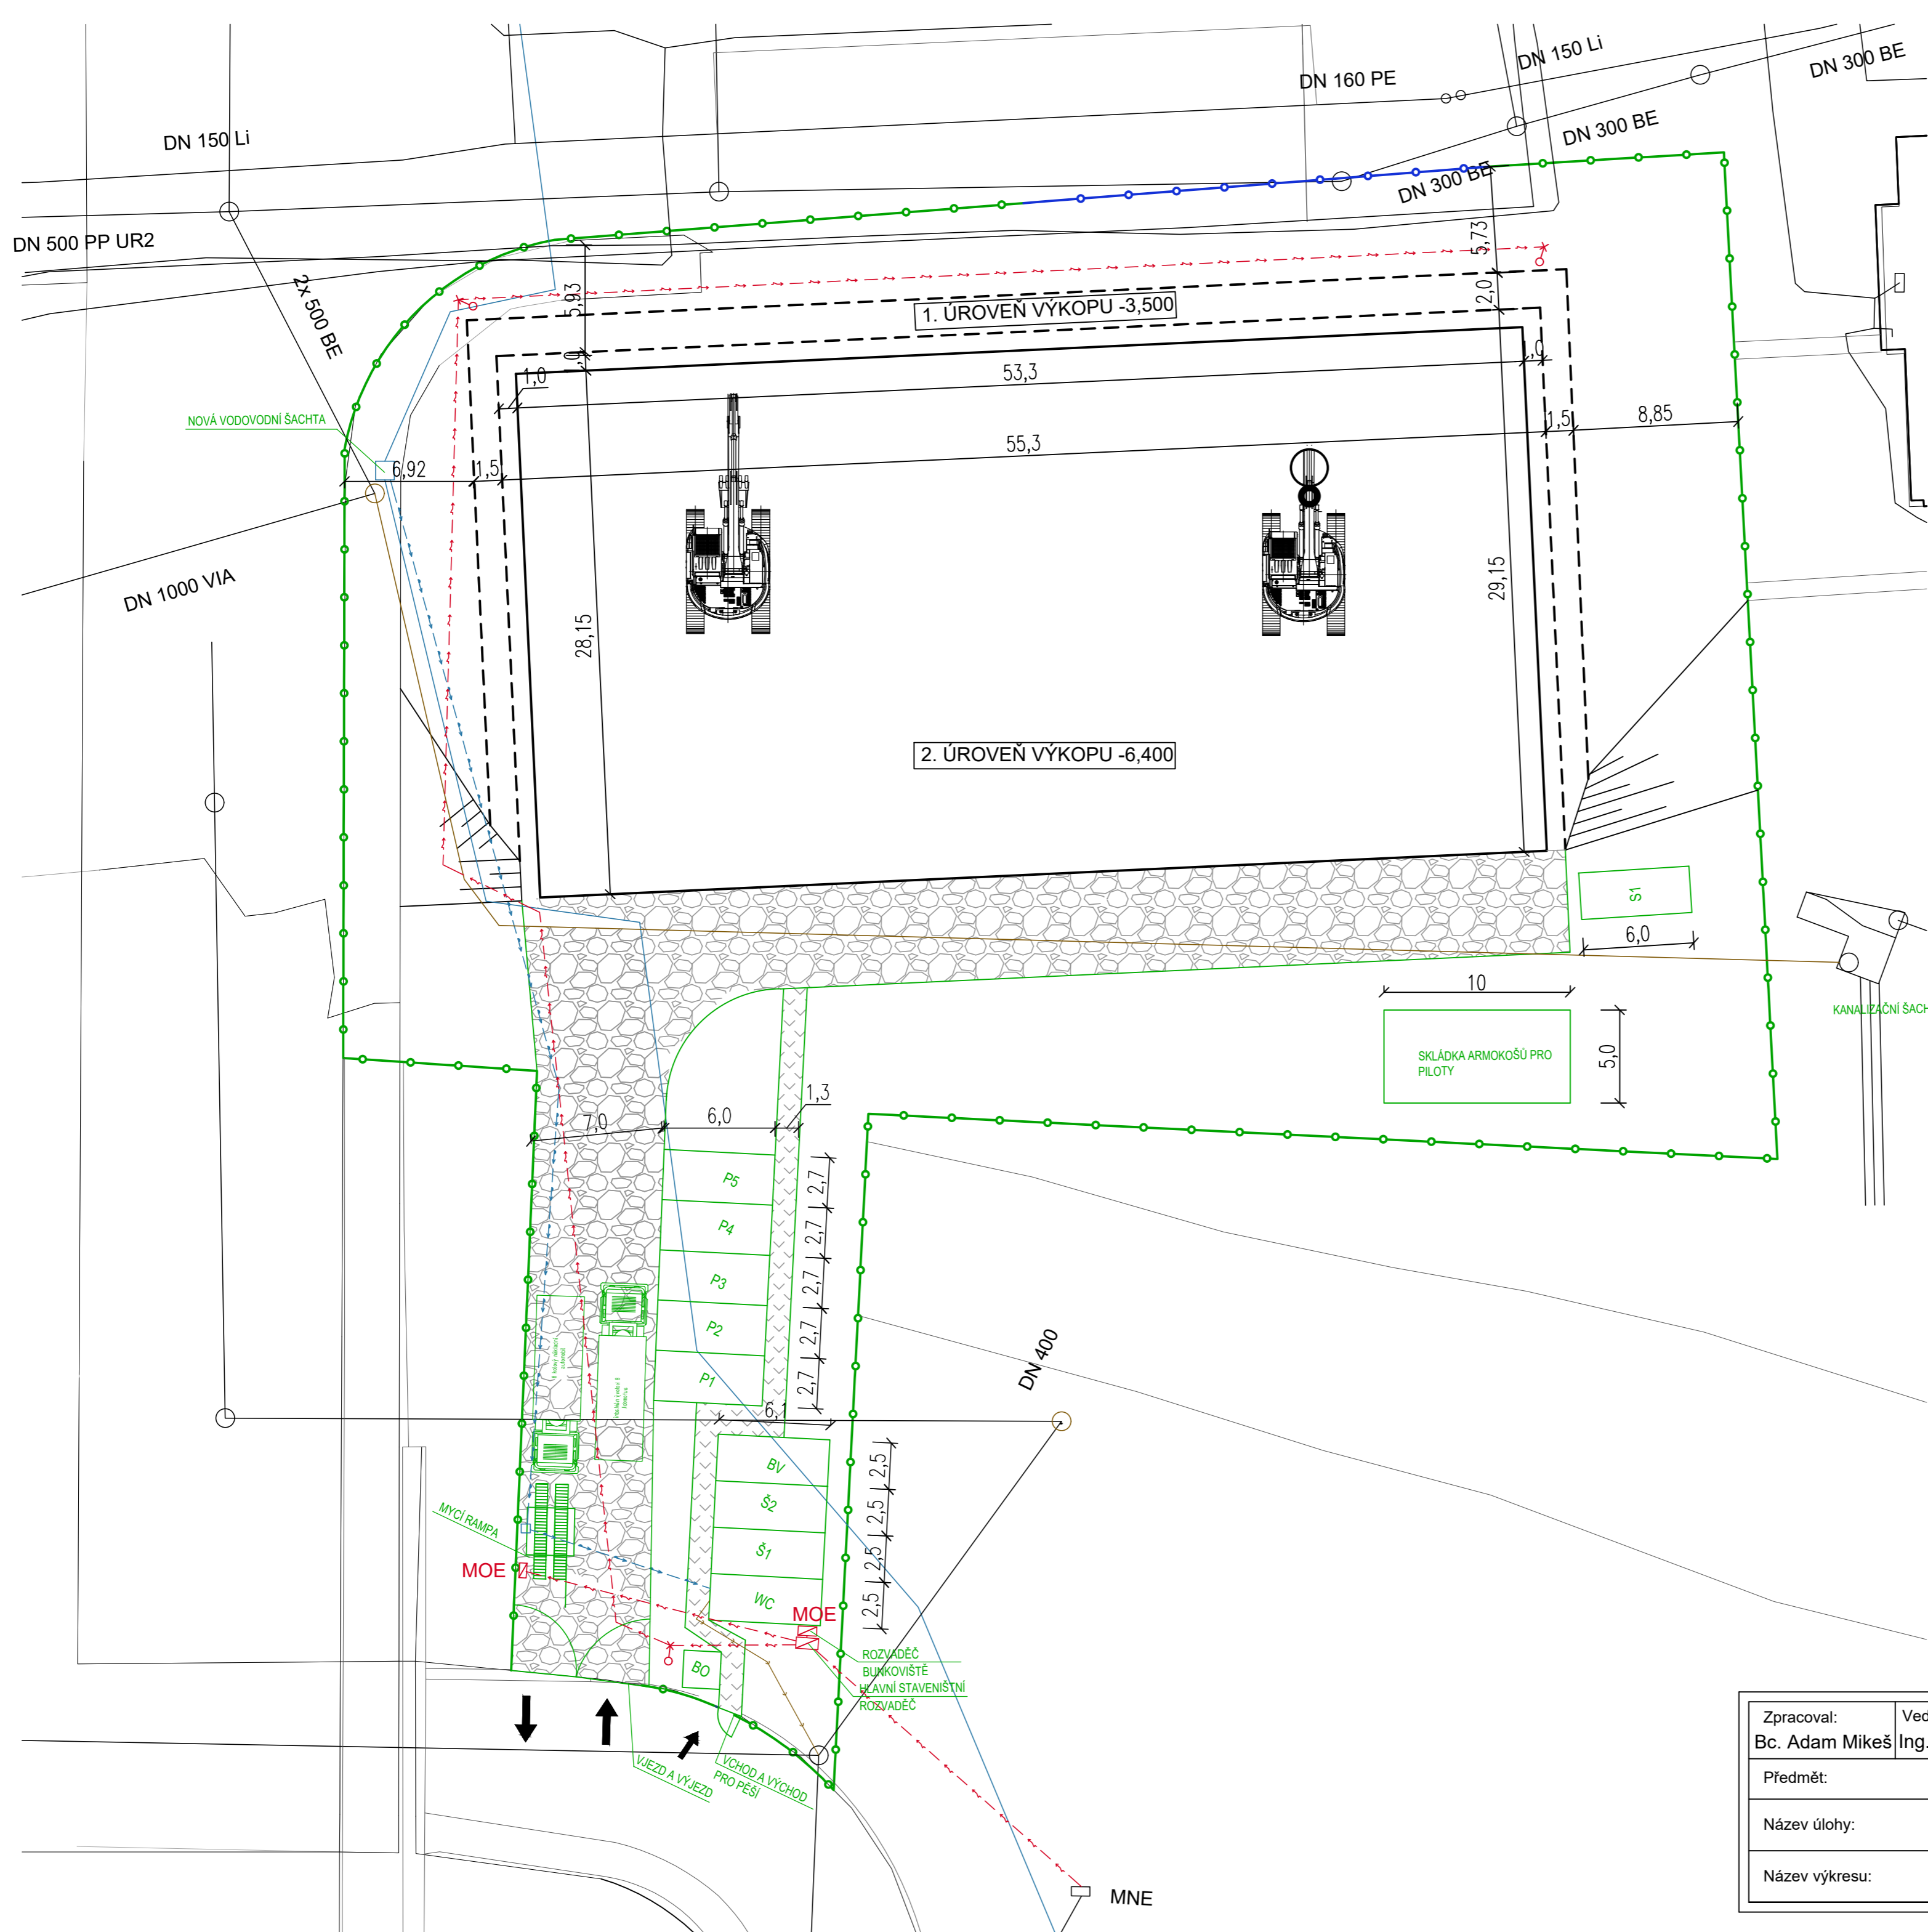 DN 150 Li
DN 300 BE
DN 160 PE
DN 150 Li
DN 300 BE
DN 300 BE
DN 500 PP UR2
2x 500 BE
5,93
5,73
2,0
1. ÚROVEŇ VÝKOPU -3,500
1,0
53,3
NOVÁ VODOVODNÍ ŠACHTA
6,92
1,5
55,3
1,5
8,85
DN 1000 VIA
28,15
29,15
2. ÚROVEŇ VÝKOPU -6,400
S1
6,0
10
KANALIZAČNÍ ŠACH
SKLÁDKA ARMOKOŠŮ PRO
PILOTY
5,0
7,0
6,0
1,3
P5
2,7
P4
2,7
P3
2,7
P2
2,7
P1
2,7
DN 400
6,1
BV
2,5
Š2
2,5
Š1
2,5
WC
2,5
MYCÍ RAMPA
MOE
MOE
ROZVADĚČ
BUNKOVIŠTĚ
HLAVNÍ STAVENIŠTNÍ
ROZVADĚČ
BO
VJEZD A VÝJEZD
VCHOD A VÝCHOD
PRO PĚŠÍ
MNE
Zpracoval:
Ved
Bc. Adam Mikeš
Ing.
Předmět:
Název úlohy:
Název výkresu: